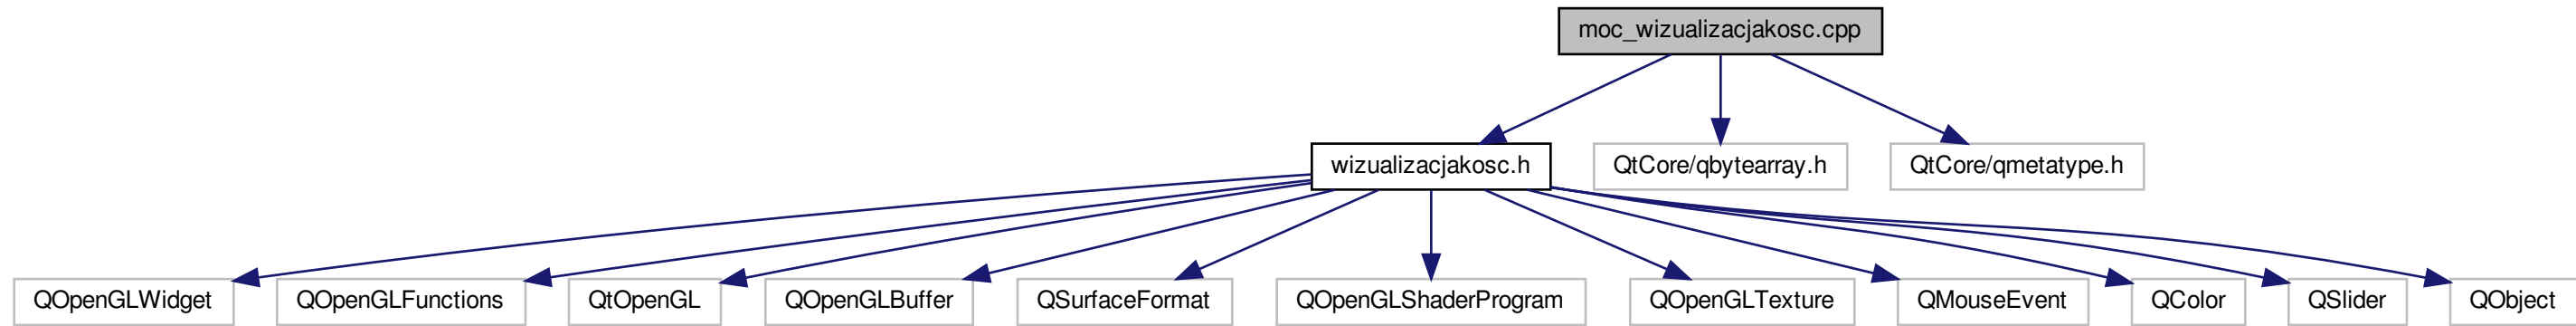 moc_wizualizacjakosc.cpp
wizualizacjakosc.h
QtCore/qbytearray.h
QtCore/qmetatype.h
QOpenGLWidget
QOpenGLFunctions
QtOpenGL
QOpenGLBuffer
QSurfaceFormat
QOpenGLShaderProgram
QOpenGLTexture
QMouseEvent
QColor
QSlider
QObject